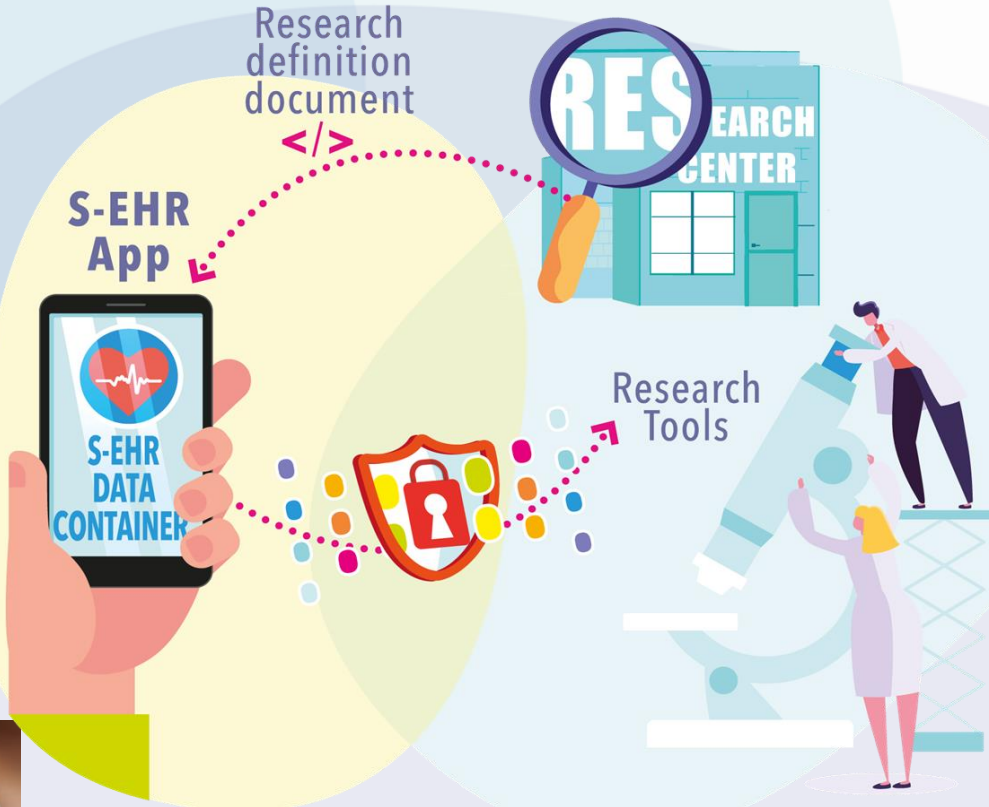 Research
definition
document
</>
RESEARCH
CENTER
S-EHR
App
S-EHR
DATA
CONTAINER
Research
Tools